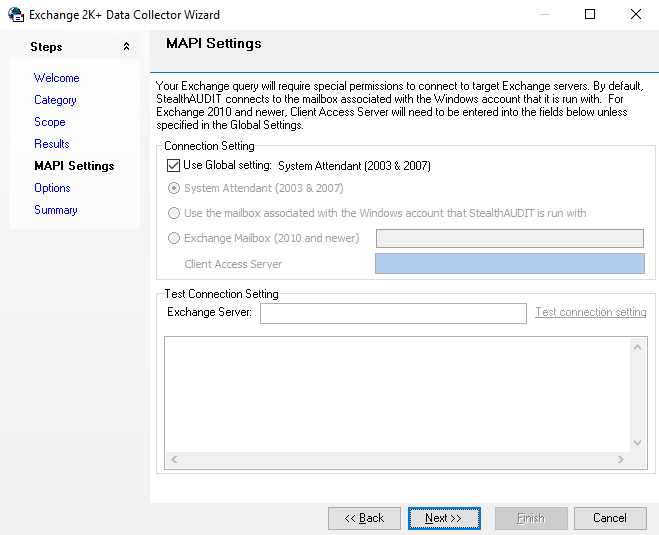 Exchange 2K+ Data Collector Wizard
Steps
Welcome
Category
Scope
Results
MAPI Settings
Options
Summary
MAPI Settings
Your Exchange query will require special permissions to connect to target Exchange servers. By default,
StealthAUDIT connects to the mailbox associated with the Windows account that it is run with. For
Exchange 2010 and newer, Client Access Server will need to be entered into the fields below unless
specified in the Global Settings.
Connection Setting
Use Global setting: System Attendant (2003 & 2007)
System Attendant (2003 & 2007)
Use the mailbox associated with the Windows account that StealthAUDIT is run with
Exchange Mailbox (2010 and newer)
Client Access Server
Test Connection Setting
Exchange Server: Test connection setting
<< Back Next >> Finish Cancel